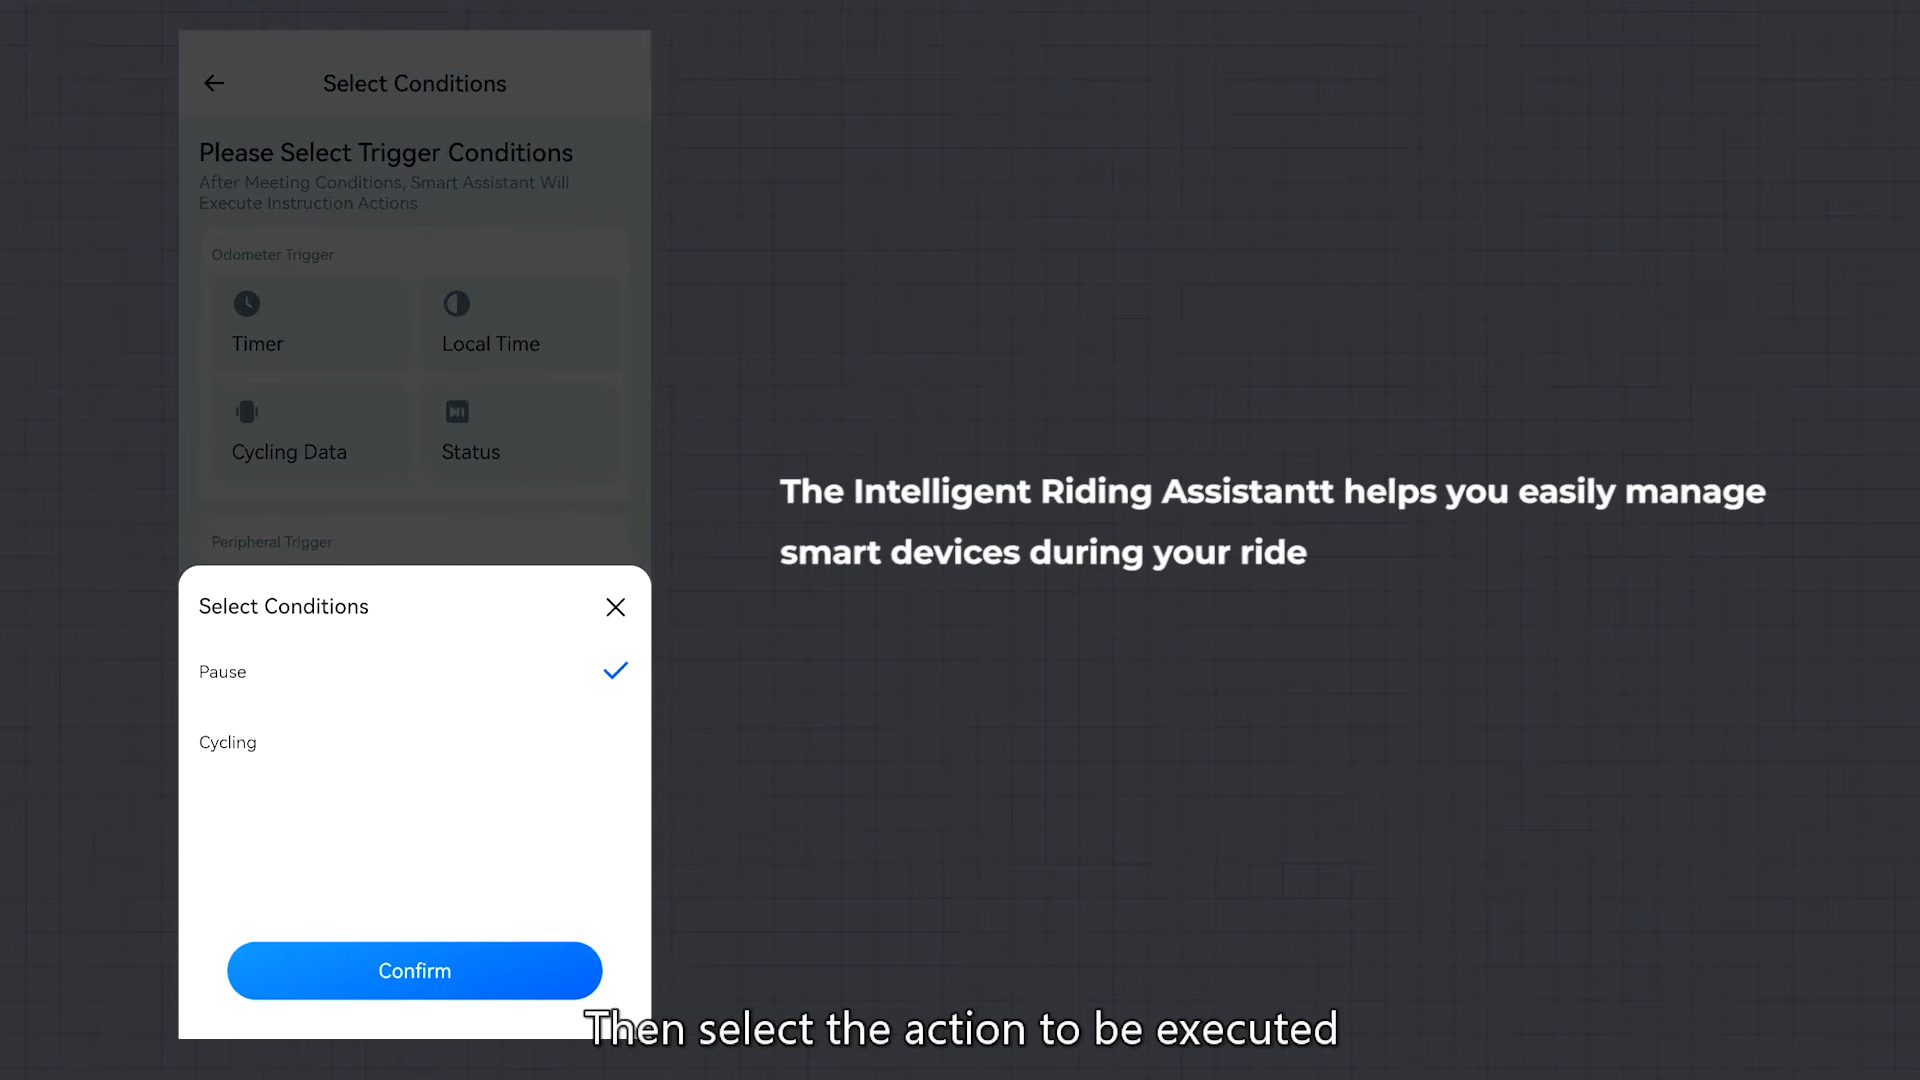 Select Conditions
Please Select Trigger Conditions
After Meeting Conditions, Smart Assistant Will
Execute Instruction Actions
Odometer Trigger
Timer
Local Time
Cycling Data
Status
Peripheral Trigger
Select Conditions
Pause
Cycling
Confirm
The Intelligent Riding Assistantt helps you easily manage
smart devices during your ride
Then select the action to be executed